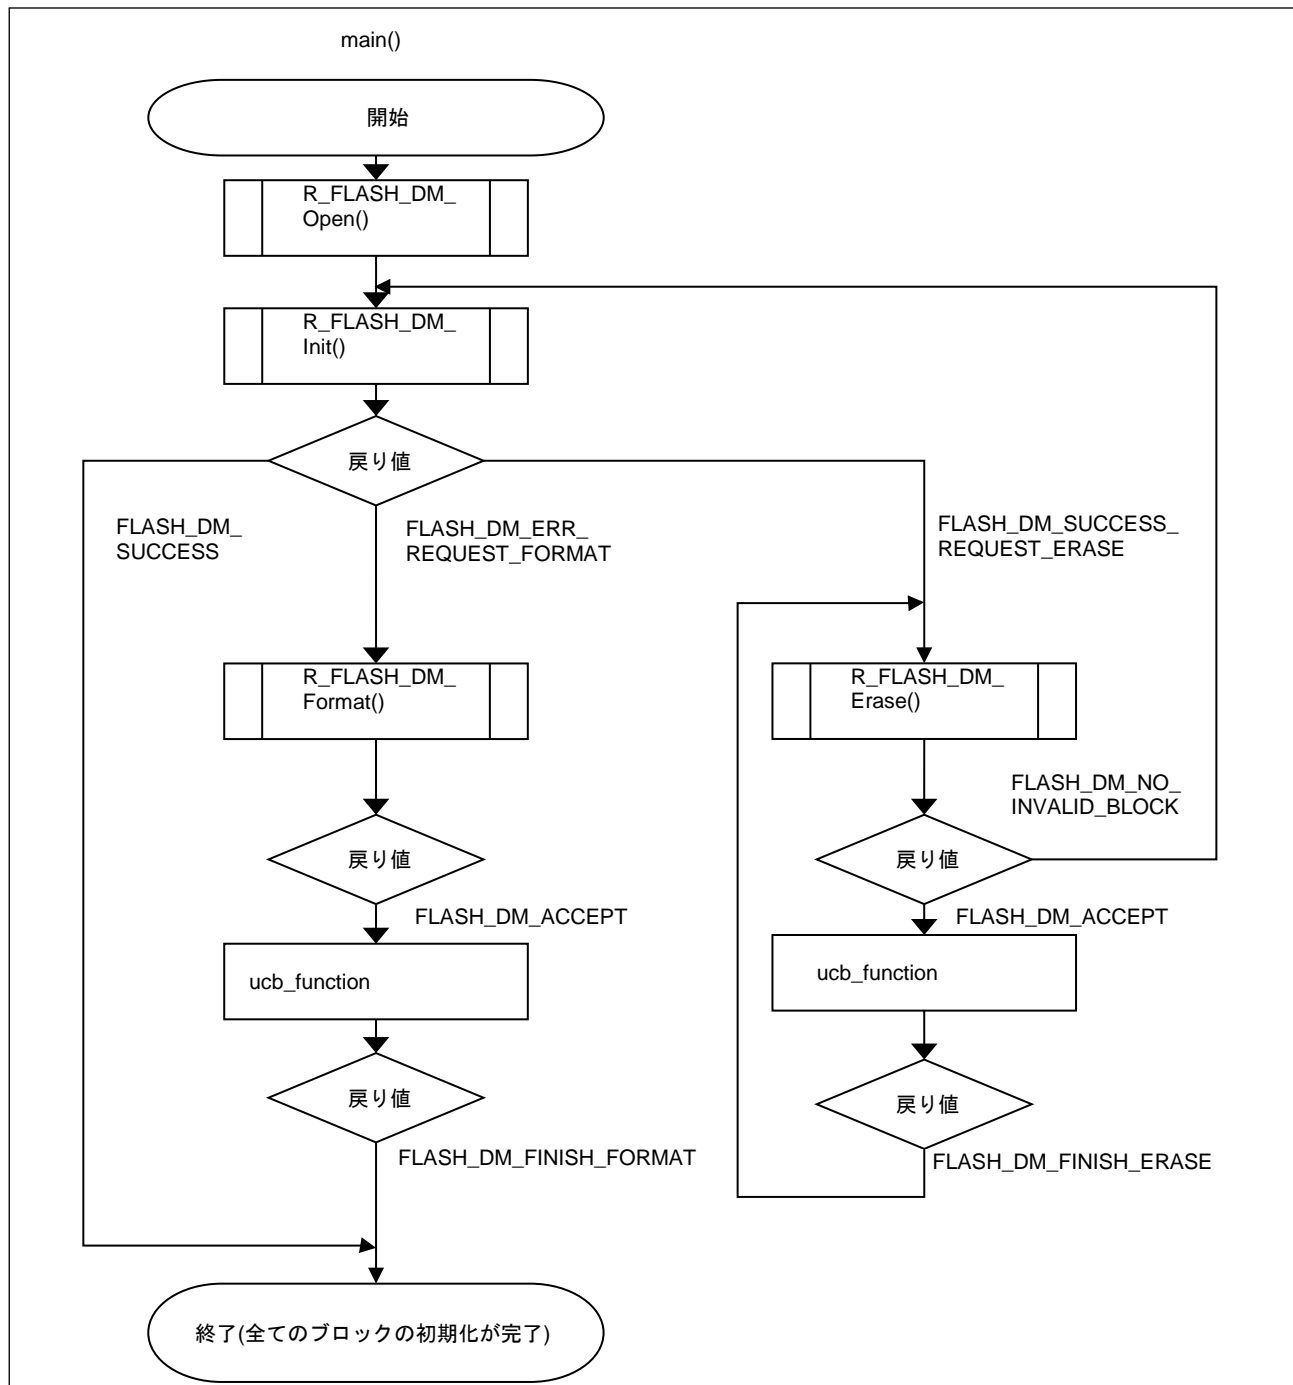 main()
開始
R_FLASH_DM_
Open()
R_FLASH_DM_
Init()
戻り値
FLASH_DM_
SUCCESS
FLASH_DM_ERR_
REQUEST_FORMAT
FLASH_DM_SUCCESS_
REQUEST_ERASE
R_FLASH_DM_
Format()
R_FLASH_DM_
Erase()
FLASH_DM_NO_
INVALID_BLOCK
戻り値
戻り値
FLASH_DM_ACCEPT
FLASH_DM_ACCEPT
ucb_function
ucb_function
戻り値
戻り値
FLASH_DM_FINISH_FORMAT
FLASH_DM_FINISH_ERASE
終了(全てのブロックの初期化が完了)